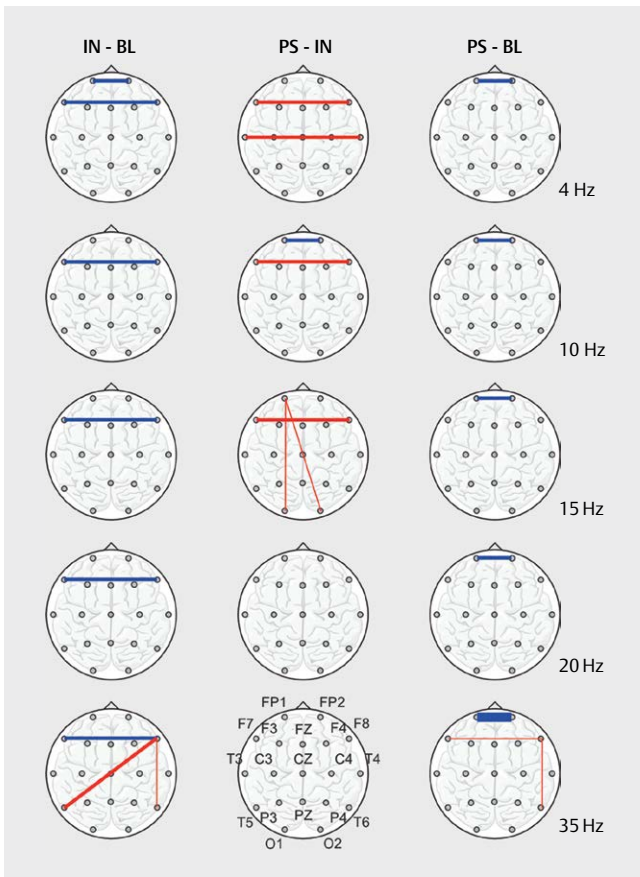 IN - BL PS - IN PS - BL
4 Hz
10 Hz
15 Hz
20 Hz
FP1 FP2
F7 F3 FZ F4 F8
T3 C3 CZ C4 T4
T5 P3 PZ P4 T6
O1 O2
35 Hz